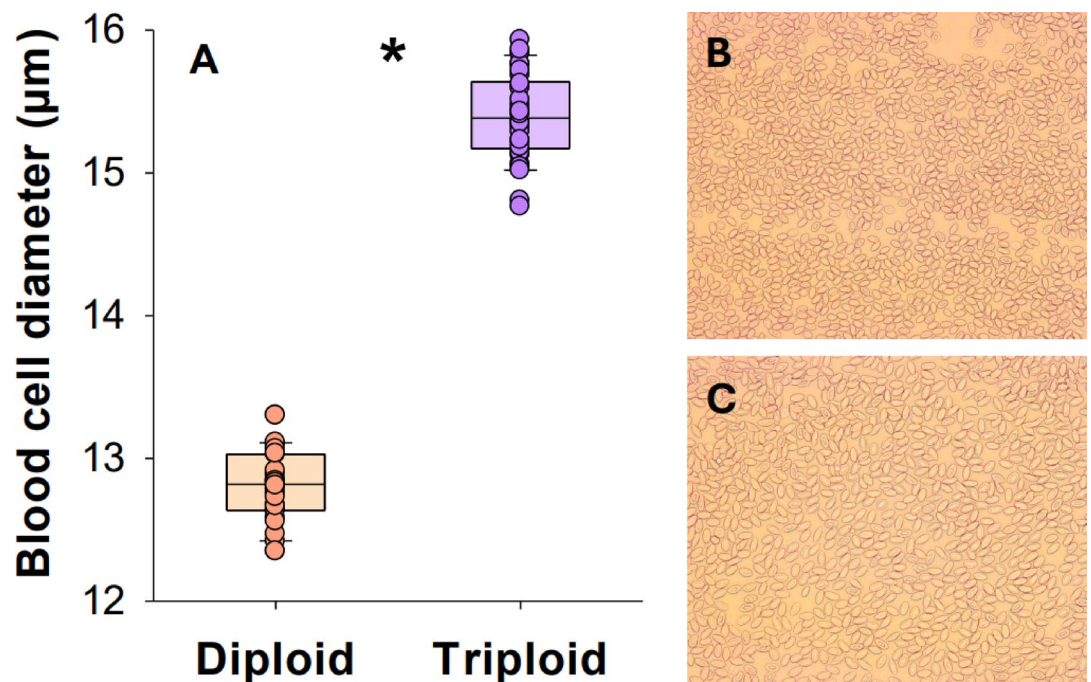 Blood cell diameter (µm)
16
15
14
13
12
A
*
Diploid
Triploid
B
C